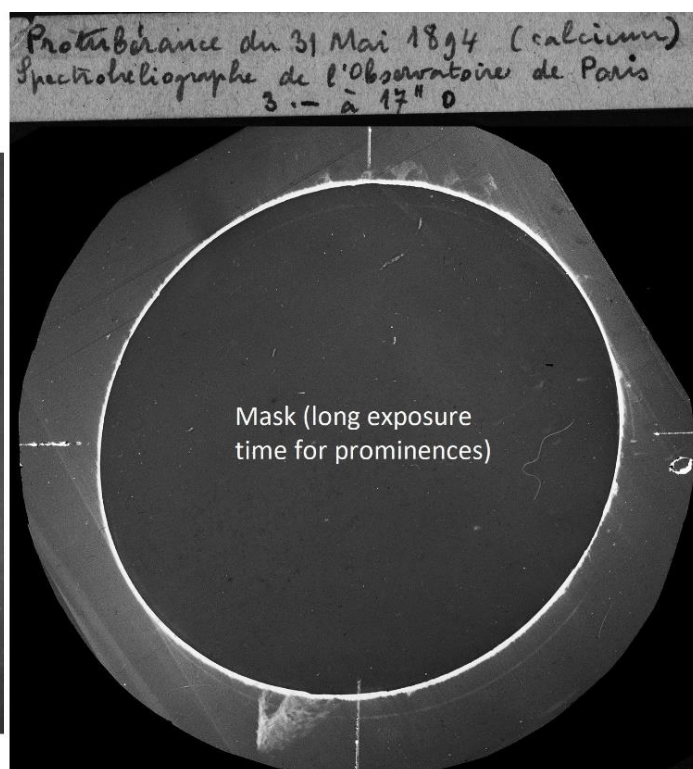 Protubérance du 31 Mai 1894 (calcium)
Spectrohéliographe de l'Observatoire de Paris
3 .— à 17" D
Mask (long exposure
time for prominences)